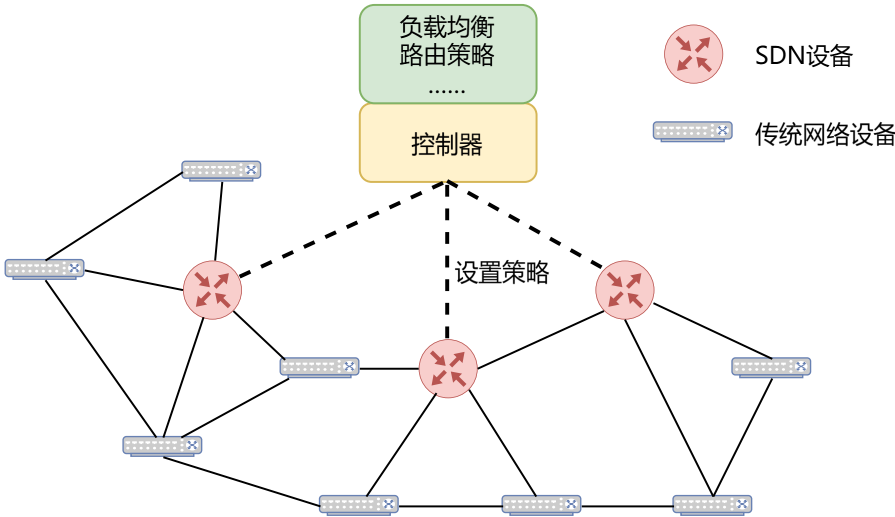 负载均衡
路由策略
......
控制器
SDN设备
传统网络设备
设置策略